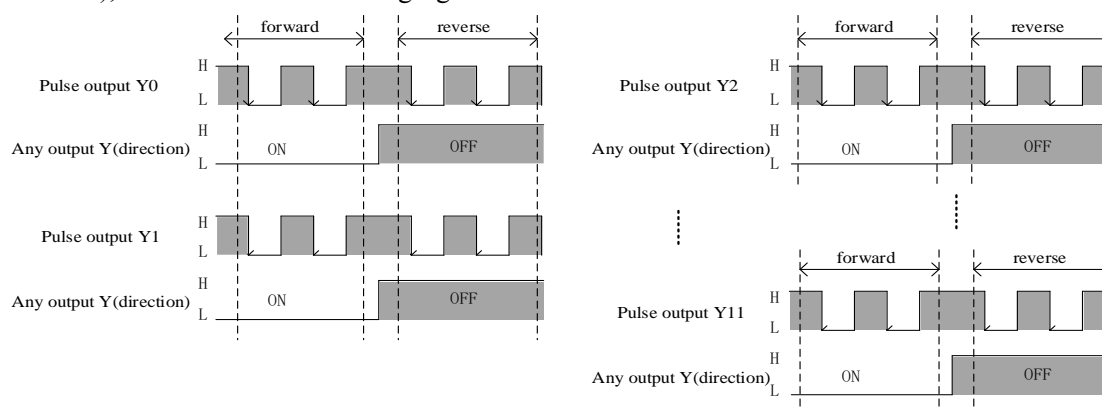 forward
reverse
Pulse output Y0
H
L
Any output Y(direction)
H
L
ON
OFF
Pulse output Y1
H
L
Any output Y(direction)
H
L
ON
OFF
forward
reverse
Pulse output Y2
H
L
Any output Y(direction)
H
L
ON
OFF
forward
reverse
Pulse output Y11
H
L
Any output Y(direction)
H
L
ON
OFF